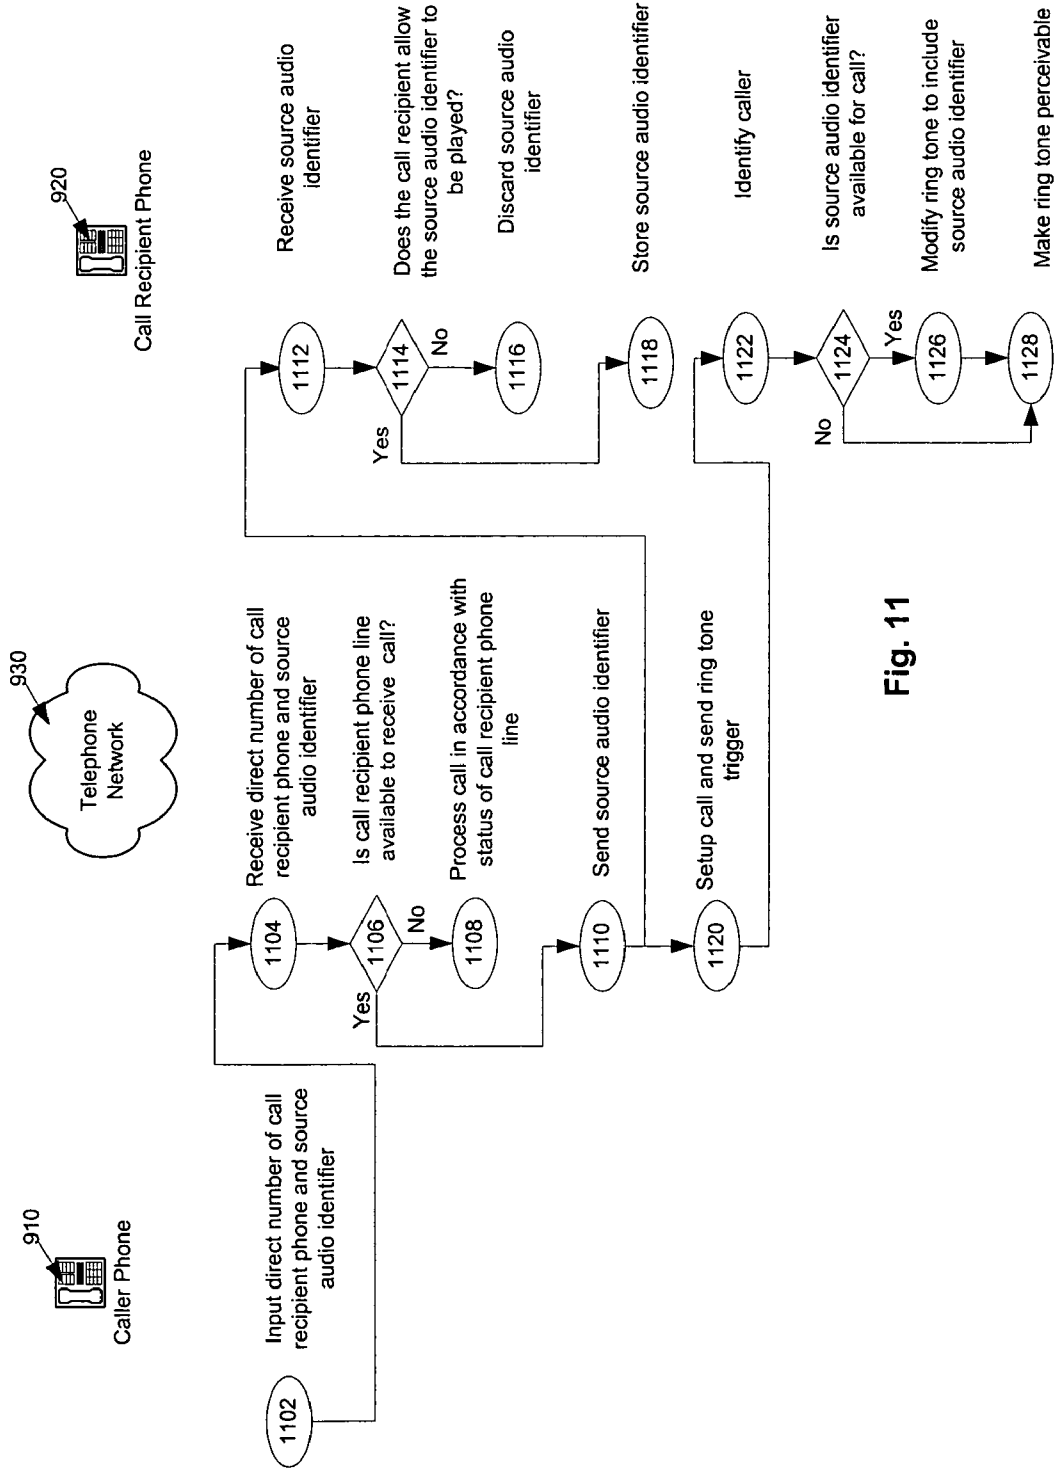 910
Caller Phone
930
Telephone
Network
920
Call Recipient Phone
1102
Input direct number of call
recipient phone and source
audio identifier
1104
Receive direct number of call
recipient phone and source
audio identifier
1106
Is call recipient phone line
available to receive call?
No
Yes
1108
Process call in accordance with
status of call recipient phone
line
1110
Send source audio identifier
1112
Receive source audio
identifier
1114
Does the call recipient allow
the source audio identifier to
be played?
No
Yes
1116
Discard source audio
identifier
1118
Store source audio identifier
1120
Setup call and send ring tone
trigger
1122
Identify caller
1124
Is source audio identifier
available for call?
Yes
No
1126
Modify ring tone to include
source audio identifier
1128
Make ring tone perceivable
Fig. 11